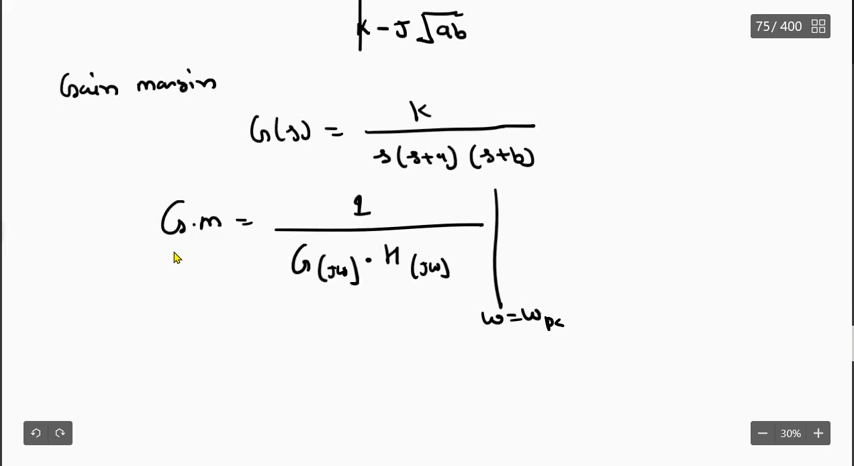 75/400
K-J√ab
Gain margin
G(s) = K / s(s+a)(s+b)
G.m = 1 / G(jω) · H(jω) | ω=ωpc
30%